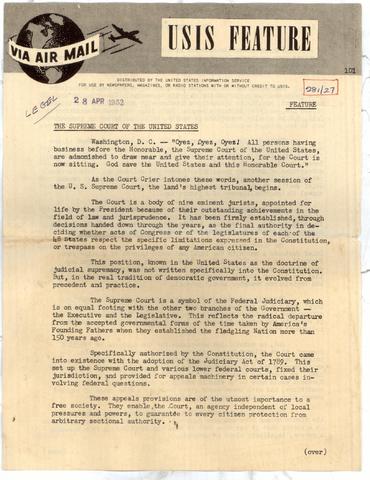 VIA AIR MAIL
USIS FEATURE
DISTRIBUTED BY THE UNITED STATES INFORMATION SERVICE
FOR USE BY NEWSPAPERS, MAGAZINES, OR RADIO STATIONS WITH OR WITHOUT CREDIT TO USIS.
101
281/27
LEGEL
28 APR 1952
FEATURE
THE SUPREME COURT OF THE UNITED STATES
Washington, D. C. -- "Oyez, Oyez, Oyez! All persons having
business before the Honorable, the Supreme Court of the United States,
are admonished to draw near and give their attention, for the Court is
now sitting. God save the United States and this Honorable Court."
As the Court Crier intones these words, another session of
the U. S. Supreme Court, the land's highest tribunal, begins.
The Court is a body of nine eminent jurists, appointed for
life by the President because of their outstanding achievements in the
field of law and jurisprudence. It has been firmly established, through
decisions handed down through the years, as the final authority in de-
ciding whether acts of Congress or of the legislatures of each of the
48 States respect the specific limitations expressed in the Constitution,
or trespass on the privileges of any American citizen.
This position, known in the United States as the doctrine of
judicial supremacy, was not written specifically into the Constitution.
But, in the real tradition of democratic government, it evolved from
precedent and practice.
The Supreme Court is a symbol of the Federal Judiciary, which
is on equal footing with the other two branches of the Government --
the Executive and the Legislative. This reflects the radical departure
from the accepted governmental forms of the time taken by America's
Founding Fathers when they established the fledgling Nation more than
150 years ago.
Specifically authorized by the Constitution, the Court came
into existence with the adoption of the Judiciary Act of 1789. This
set up the Supreme Court and various lower federal courts, fixed their
jurisdiction, and provided for appeals machinery in certain cases in-
volving federal questions.
These appeals provisions are of the utmost importance to a
free society. They enable the Court, an agency independent of local
pressures and powers, to guarantee to every citizen protection from
arbitrary sectional authority.
(over)